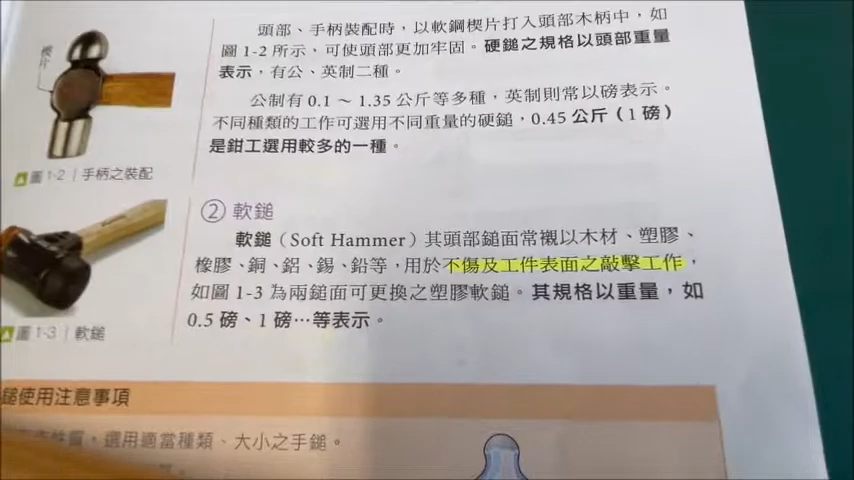 頭部、手柄裝配時，以軟鋼楔片打入頭部木柄中，如
圖 1-2 所示，可使頭部更加牢固。硬鎚之規格以頭部重量
表示，有公、英制二種。
公制有 0.1 ～ 1.35 公斤等多種，英制則常以磅表示。
不同種類的工作可選用不同重量的硬鎚，0.45 公斤（1 磅）
是鉗工選用較多的一種。
楔片
圖 1-2｜手柄之裝配
② 軟鎚
軟鎚（Soft Hammer）其頭部鎚面常襯以木材、塑膠、
橡膠、銅、鋁、錫、鉛等，用於不傷及工件表面之敲擊工作，
如圖 1-3 為兩鎚面可更換之塑膠軟鎚。其規格以重量，如
0.5 磅、1 磅…等表示。
圖 1-3｜軟鎚
鎚使用注意事項
性質，選用適當種類、大小之手鎚。